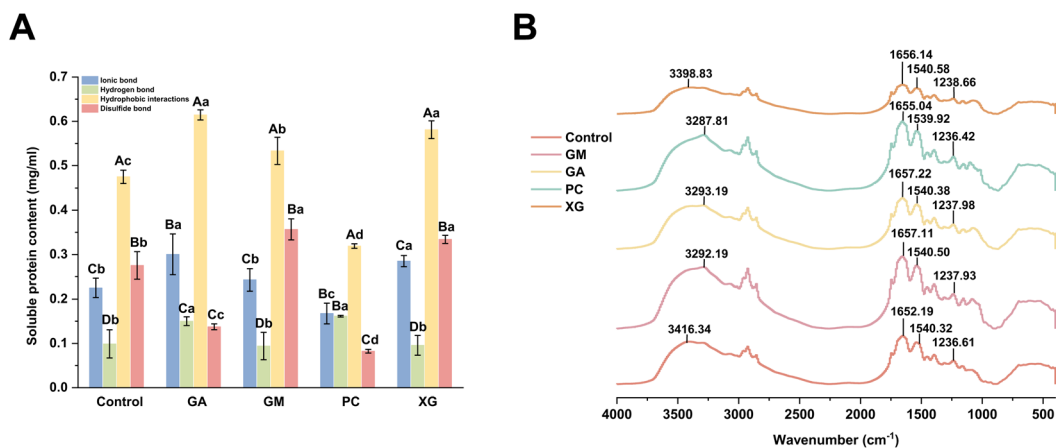 A
Soluble protein content (mg/ml)
0.7
0.6
0.5
0.4
0.3
0.2
0.1
0.0
Ionic bond
Hydrogen bond
Hydrophobic interactions
Disulfide bond
Cb
Db
Ac
Bb
Ba
Ca
Aa
Cc
Cb
Db
Ab
Ba
Bc
Ba
Ad
Cd
Ca
Db
Aa
Ba
Control
GA
GM
PC
XG
B
Control
GM
GA
PC
XG
3398.83
1656.14
1540.58
1238.66
3287.81
1655.04
1539.92
1236.42
3293.19
1657.22
1540.38
1237.98
3292.19
1657.11
1540.50
1237.93
3416.34
1652.19
1540.32
1236.61
4000
3500
3000
2500
2000
1500
1000
500
Wavenumber (cm⁻¹)